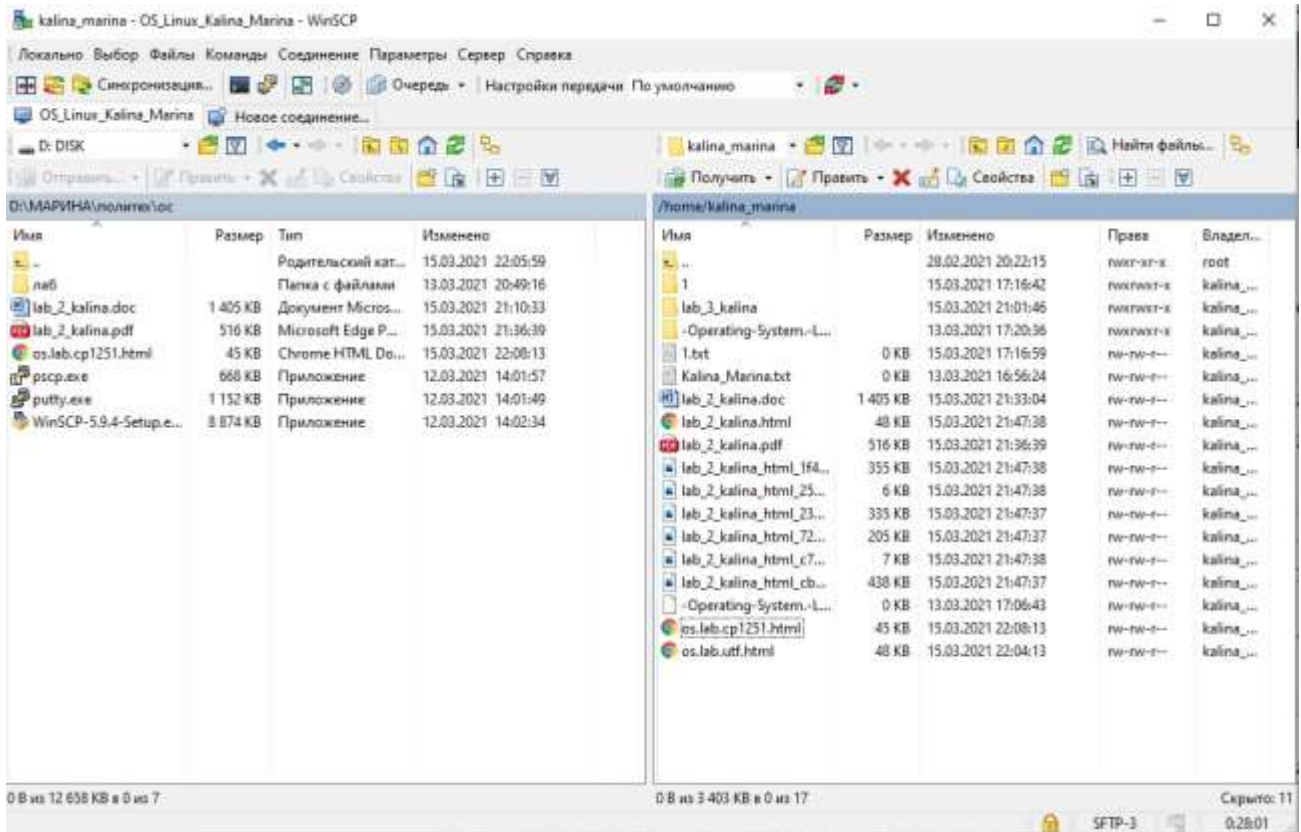 kalina_marina - OS_Linux_Kalina_Marina - WinSCP
Локально Выбор Файлы Команды Соединение Параметры Сервер Справка
Синхронизация... Очередь Настройки передачи По умолчанию
OS_Linux_Kalina_Marina Новое соединение...
D: DISK
Отправить... Править Свойства
D:\МАРИНА\политех\ос
Имя Размер Тип Изменено
.. Родительский кат... 15.03.2021 22:05:59
лаб Папка с файлами 13.03.2021 20:49:16
lab_2_kalina.doc 1 405 KB Документ Micros... 15.03.2021 21:10:33
lab_2_kalina.pdf 516 KB Microsoft Edge P... 15.03.2021 21:36:39
os.lab.cp1251.html 45 KB Chrome HTML Do... 15.03.2021 22:08:13
pscp.exe 668 KB Приложение 12.03.2021 14:01:57
putty.exe 1 152 KB Приложение 12.03.2021 14:01:49
WinSCP-5.9.4-Setup.e... 8 874 KB Приложение 12.03.2021 14:02:34
0 B из 12 658 KB в 0 из 7
kalina_marina Найти файлы...
Получить Править Свойства
/home/kalina_marina
Имя Размер Изменено Права Владел...
.. 28.02.2021 20:22:15 rwxr-xr-x root
1 15.03.2021 17:16:42 rwxrwxr-x kalina_...
lab_3_kalina 15.03.2021 21:01:46 rwxrwxr-x kalina_...
-Operating-System.-L... 13.03.2021 17:20:36 rwxrwxr-x kalina_...
1.txt 0 KB 15.03.2021 17:16:59 rw-rw-r-- kalina_...
Kalina_Marina.txt 0 KB 13.03.2021 16:56:24 rw-rw-r-- kalina_...
lab_2_kalina.doc 1 405 KB 15.03.2021 21:33:04 rw-rw-r-- kalina_...
lab_2_kalina.html 48 KB 15.03.2021 21:47:38 rw-rw-r-- kalina_...
lab_2_kalina.pdf 516 KB 15.03.2021 21:36:39 rw-rw-r-- kalina_...
lab_2_kalina_html_1f4... 355 KB 15.03.2021 21:47:38 rw-rw-r-- kalina_...
lab_2_kalina_html_25... 6 KB 15.03.2021 21:47:38 rw-rw-r-- kalina_...
lab_2_kalina_html_23... 335 KB 15.03.2021 21:47:37 rw-rw-r-- kalina_...
lab_2_kalina_html_72... 205 KB 15.03.2021 21:47:37 rw-rw-r-- kalina_...
lab_2_kalina_html_c7... 7 KB 15.03.2021 21:47:38 rw-rw-r-- kalina_...
lab_2_kalina_html_cb... 438 KB 15.03.2021 21:47:37 rw-rw-r-- kalina_...
-Operating-System.-L... 0 KB 13.03.2021 17:06:43 rw-rw-r-- kalina_...
os.lab.cp1251.html 45 KB 15.03.2021 22:08:13 rw-rw-r-- kalina_...
os.lab.utf.html 48 KB 15.03.2021 22:04:13 rw-rw-r-- kalina_...
0 B из 3 403 KB в 0 из 17 Скрыто: 11
SFTP-3 0:28:01